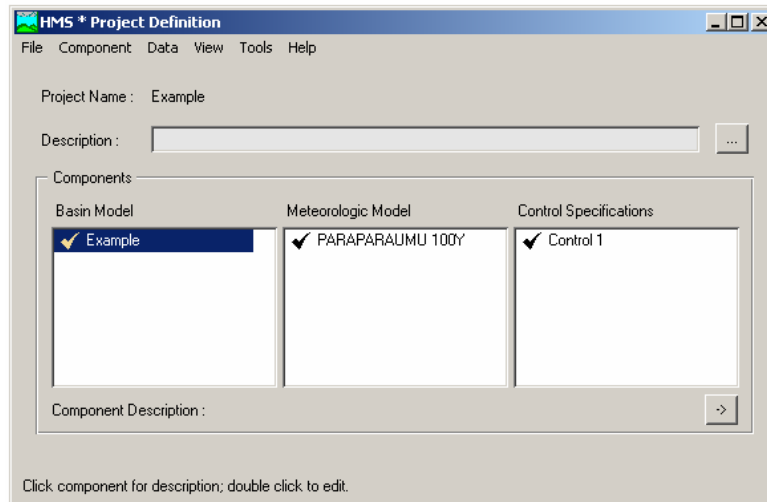 HMS * Project Definition
File Component Data View Tools Help
Project Name : Example
Description : ...
Components
Basin Model Meteorologic Model Control Specifications
Example PARAPARAUMU 100Y Control 1
Component Description : ->
Click component for description; double click to edit.